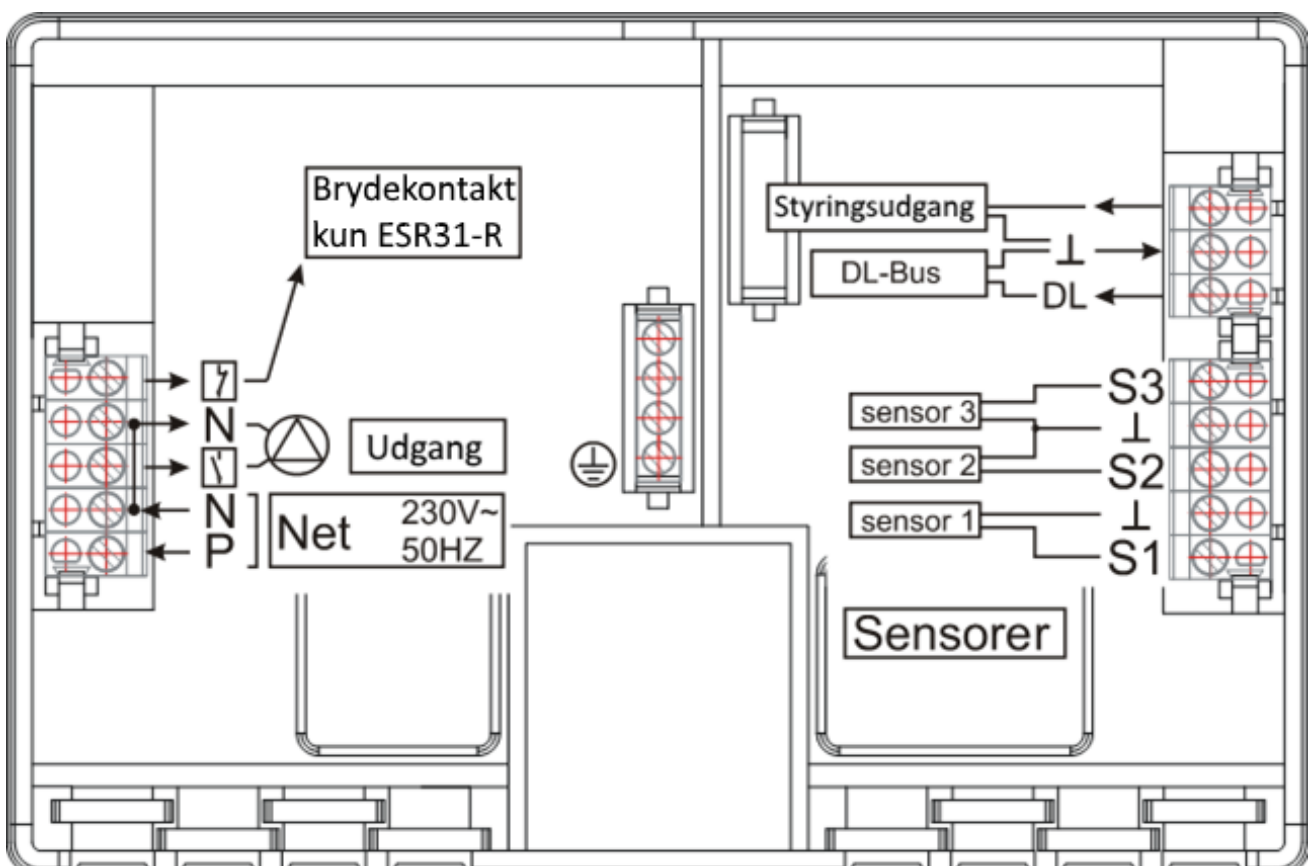 Brydekontakt
kun ESR31-R
N
Udgang
N
P
Net
230V~
50HZ
Styringsudgang
⊥
DL-Bus
DL
S3
sensor 3
⊥
sensor 2
S2
⊥
sensor 1
S1
Sensorer